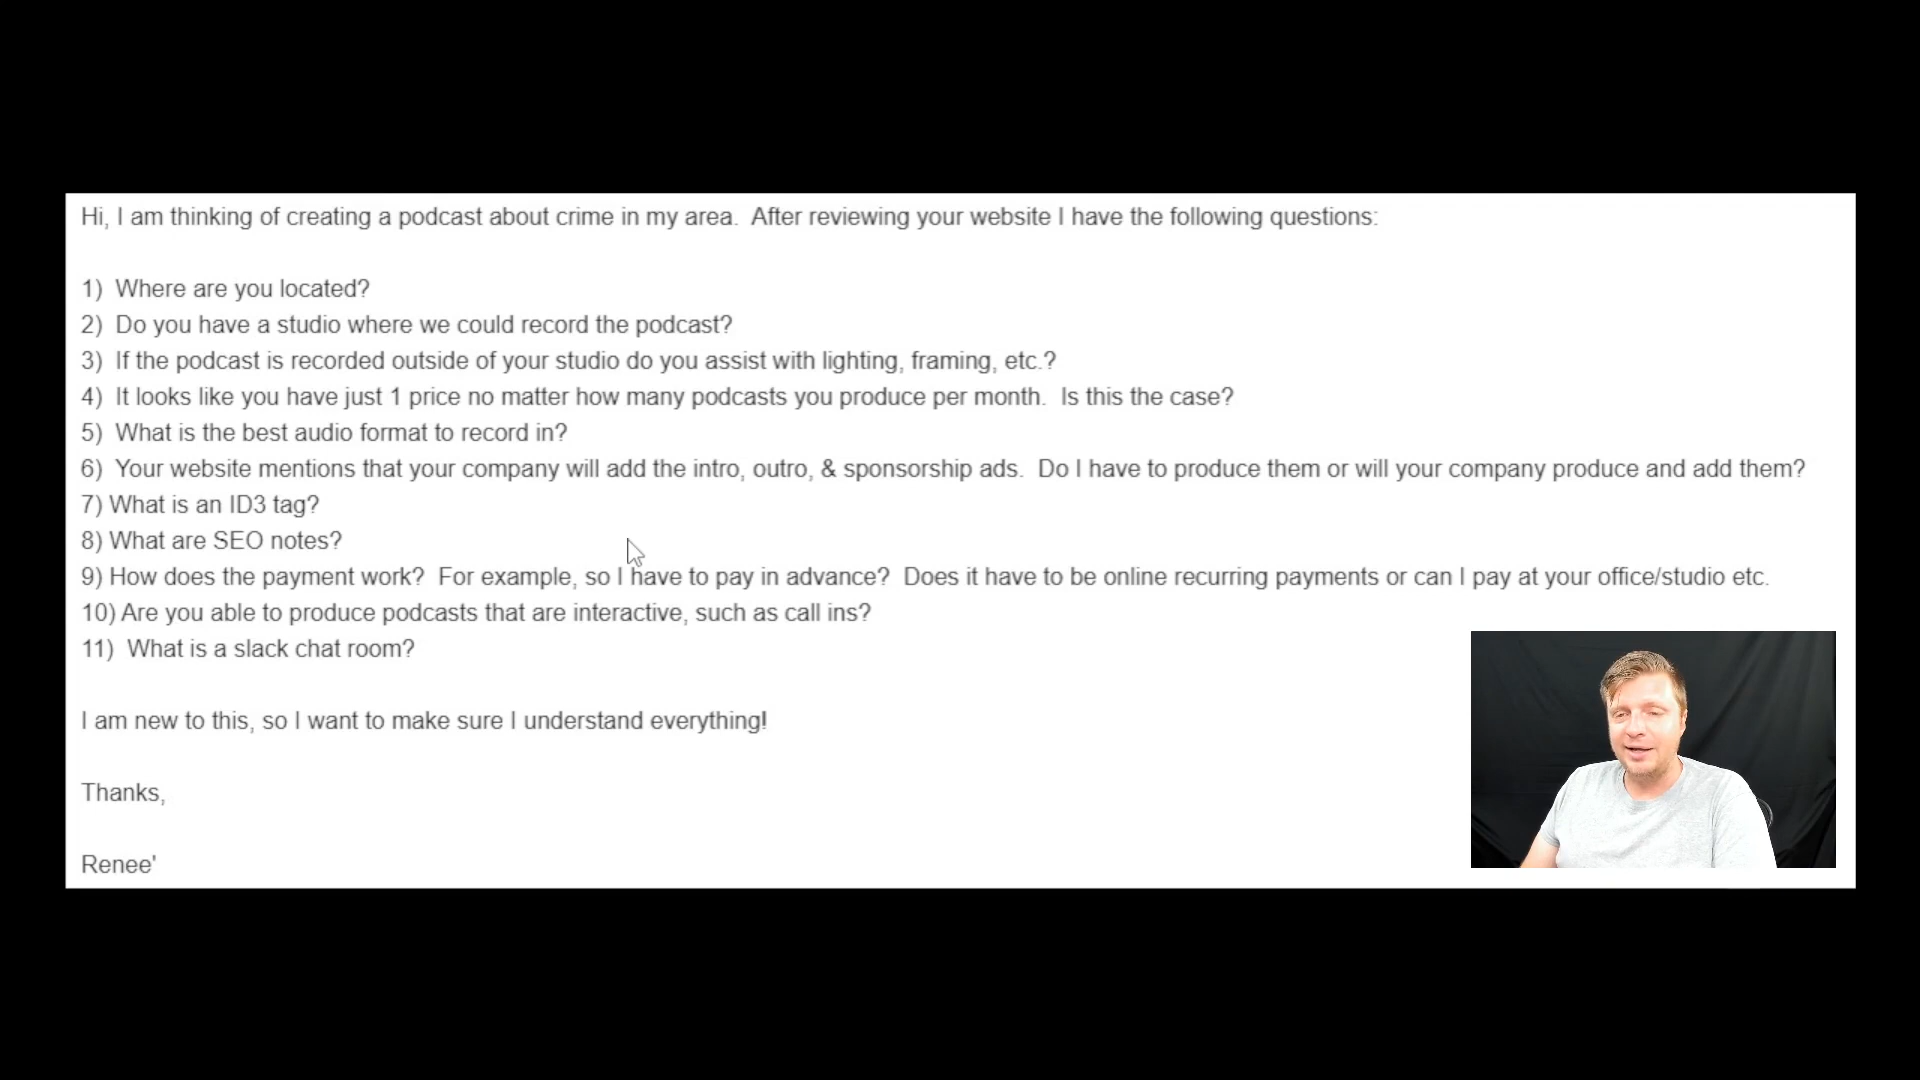 Hi, I am thinking of creating a podcast about crime in my area.  After reviewing your website I have the following questions:
1)  Where are you located?
2)  Do you have a studio where we could record the podcast?
3)  If the podcast is recorded outside of your studio do you assist with lighting, framing, etc.?
4)  It looks like you have just 1 price no matter how many podcasts you produce per month.  Is this the case?
5)  What is the best audio format to record in?
6)  Your website mentions that your company will add the intro, outro, & sponsorship ads.  Do I have to produce them or will your company produce and add them?
7) What is an ID3 tag?
8) What are SEO notes?
9) How does the payment work?  For example, so I have to pay in advance?  Does it have to be online recurring payments or can I pay at your office/studio etc.
10) Are you able to produce podcasts that are interactive, such as call ins?
11)  What is a slack chat room?
I am new to this, so I want to make sure I understand everything!
Thanks,
Renee'